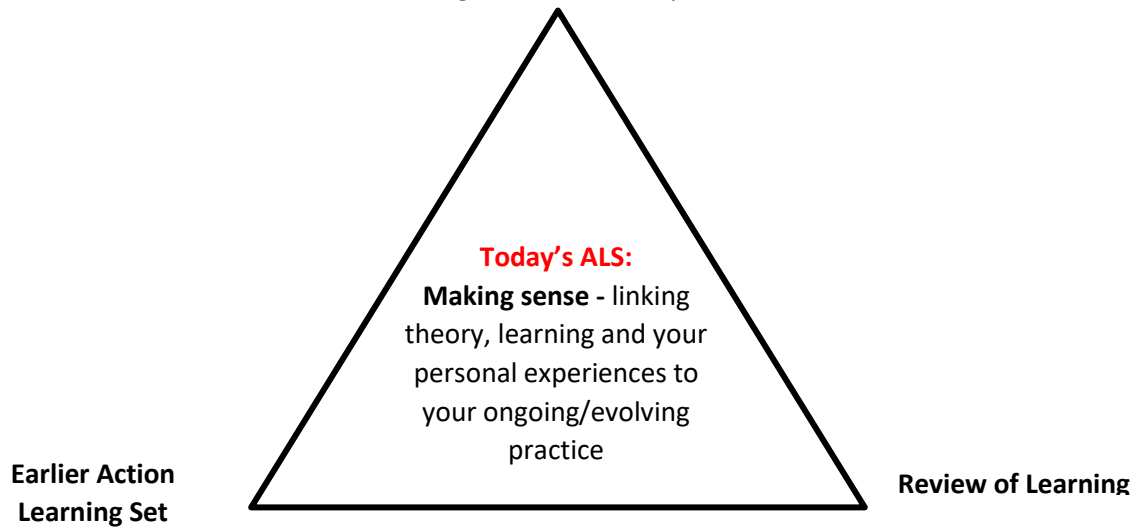 Today's ALS:
Making sense - linking
theory, learning and your
personal experiences to
your ongoing/evolving
practice
Earlier Action
Learning Set
Review of Learning